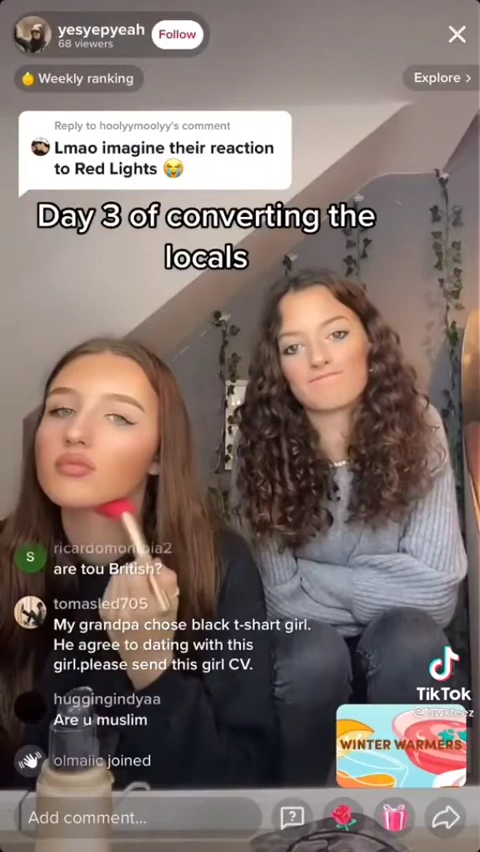 yesyepyeah
68 viewers
Follow
Weekly ranking
Explore >
Reply to hoolyymoolyy's comment
Lmao imagine their reaction
to Red Lights 😭
Day 3 of converting the
locals
S
are tou British?
tomasled705
My grandpa chose black t-shart girl.
He agree to dating with this
girl.please send this girl CV.
huggingindyaa
Are u muslim
olmaiic joined
TikTok
WINTER WARMERS
Add comment...